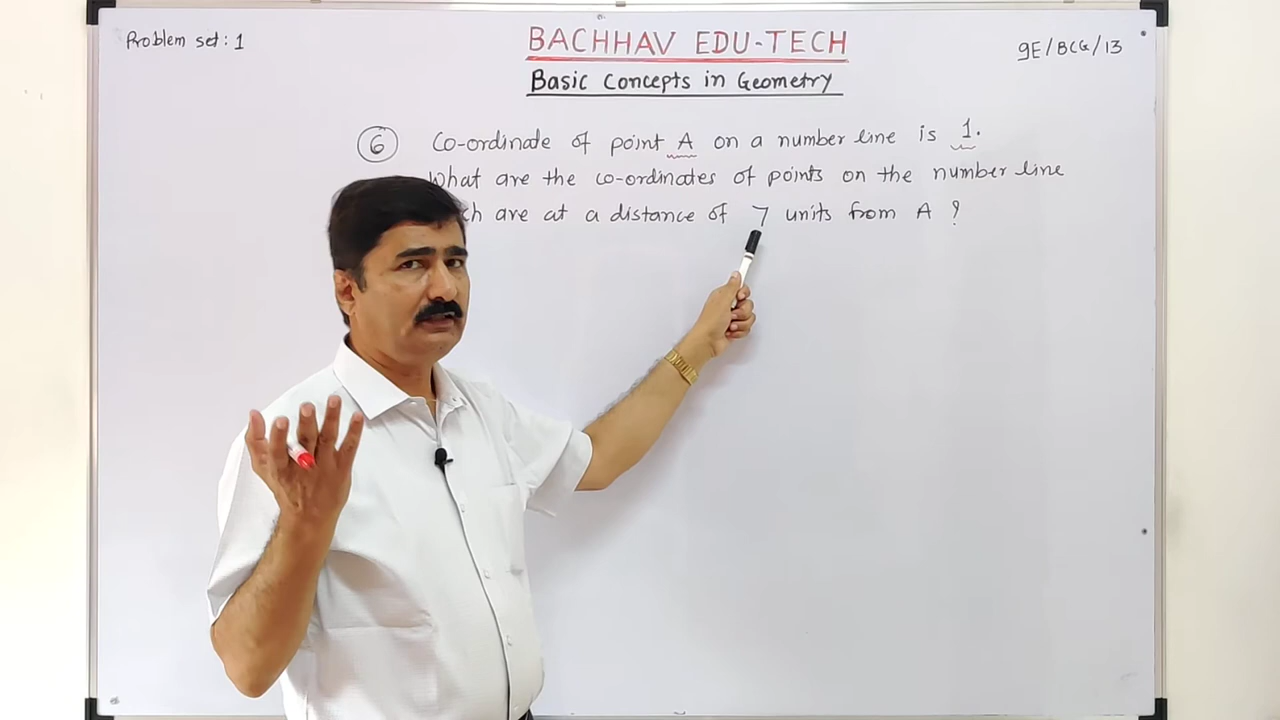 Problem set: 1
BACHHAV EDU-TECH
9E/BCG/13
Basic Concepts in Geometry
6 Co-ordinate of point A on a number line is 1.
What are the co-ordinates of points on the number line
are at a distance of 7 units from A ?